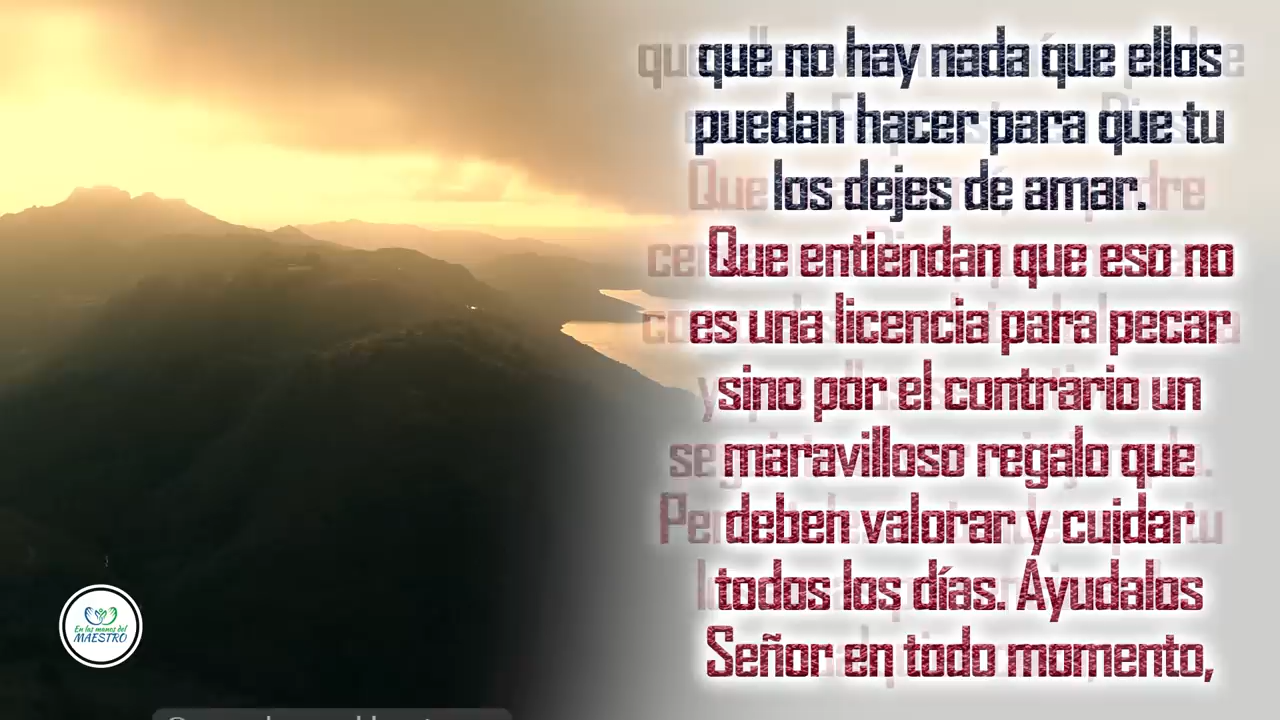 que no hay nada que ellos
puedan hacer para que tu
los dejes de amar.
Que entiendan que eso no
es una licencia para pecar
sino por el contrario un
maravilloso regalo que
deben valorar y cuidar
todos los días. Ayudalos
Señor en todo momento,
En las manos del
MAESTRO